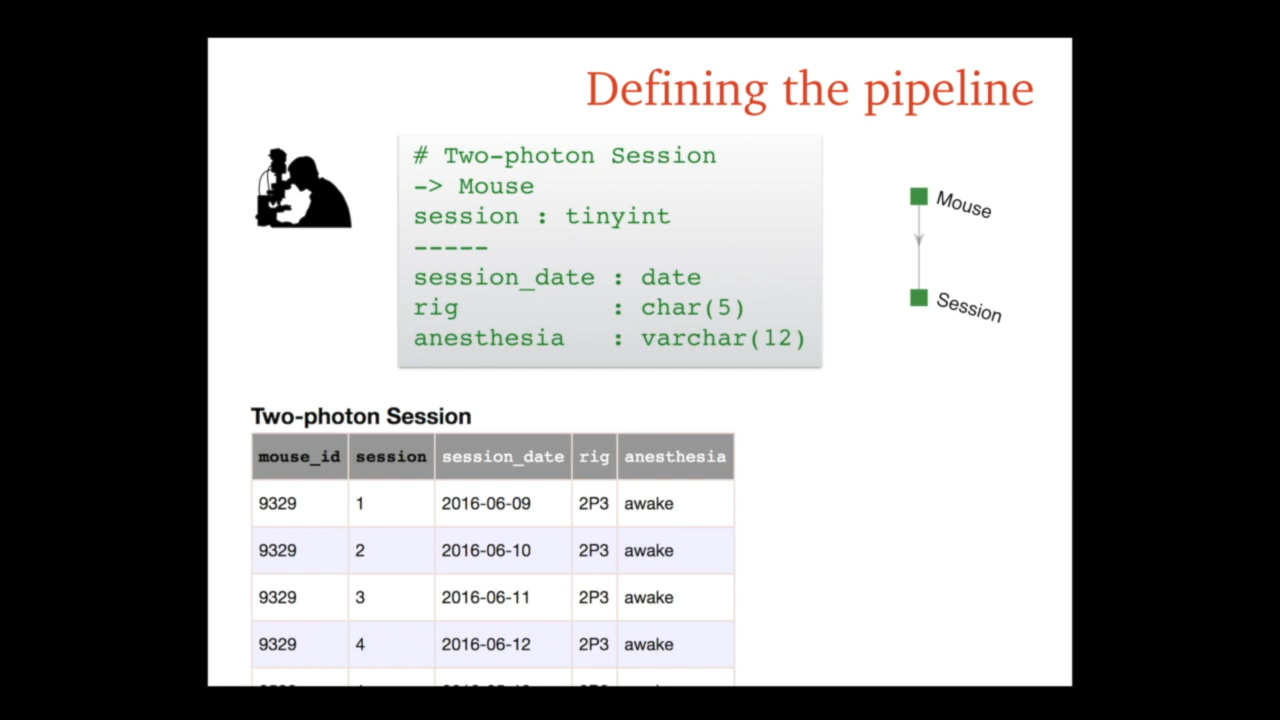 Defining the pipeline
# Two-photon Session
-> Mouse
session : tinyint
-----
session_date : date
rig : char(5)
anesthesia : varchar(12)
Mouse
Session
Two-photon Session
mouse_id session session_date rig anesthesia
9329 1 2016-06-09 2P3 awake
9329 2 2016-06-10 2P3 awake
9329 3 2016-06-11 2P3 awake
9329 4 2016-06-12 2P3 awake